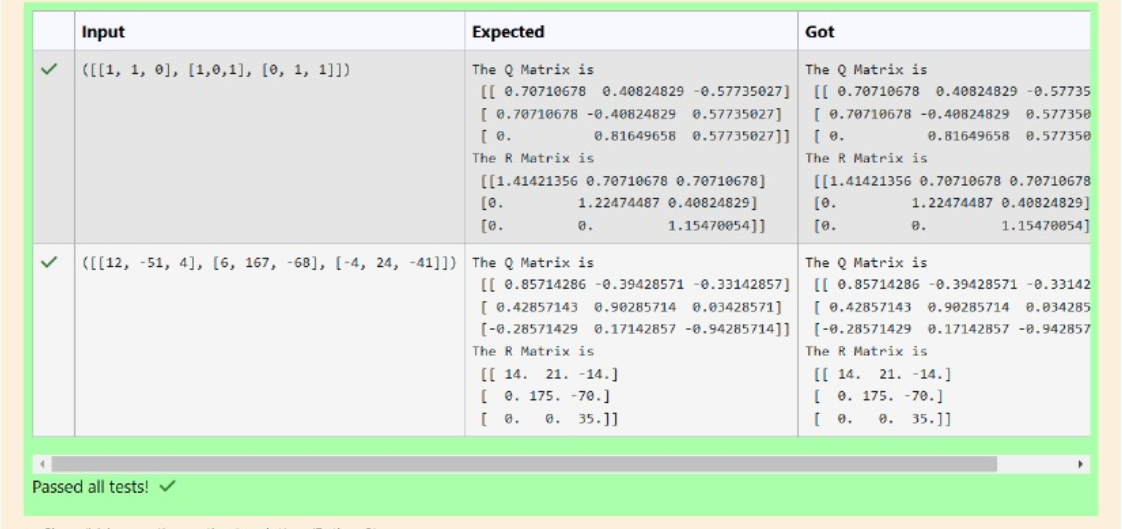 Input Expected Got
([[1, 1, 0], [1,0,1], [0, 1, 1]])
The Q Matrix is
[[ 0.70710678 0.40824829 -0.57735027]
[ 0.70710678 -0.40824829 0.57735027]
[ 0. 0.81649658 0.57735027]]
The R Matrix is
[[1.41421356 0.70710678 0.70710678]
[0. 1.22474487 0.40824829]
[0. 0. 1.15470054]]
The Q Matrix is
[[ 0.70710678 0.40824829 -0.57735
[ 0.70710678 -0.40824829 0.577350
[ 0. 0.81649658 0.577350
The R Matrix is
[[1.41421356 0.70710678 0.70710678
[0. 1.22474487 0.40824829]
[0. 0. 1.15470054]
([[12, -51, 4], [6, 167, -68], [-4, 24, -41]])
The Q Matrix is
[[ 0.85714286 -0.39428571 -0.33142857]
[ 0.42857143 0.90285714 0.03428571]
[-0.28571429 0.17142857 -0.94285714]]
The R Matrix is
[[ 14. 21. -14.]
[ 0. 175. -70.]
[ 0. 0. 35.]]
The Q Matrix is
[[ 0.85714286 -0.39428571 -0.33142
[ 0.42857143 0.90285714 0.034285
[-0.28571429 0.17142857 -0.942857
The R Matrix is
[[ 14. 21. -14.]
[ 0. 175. -70.]
[ 0. 0. 35.]]
Passed all tests!